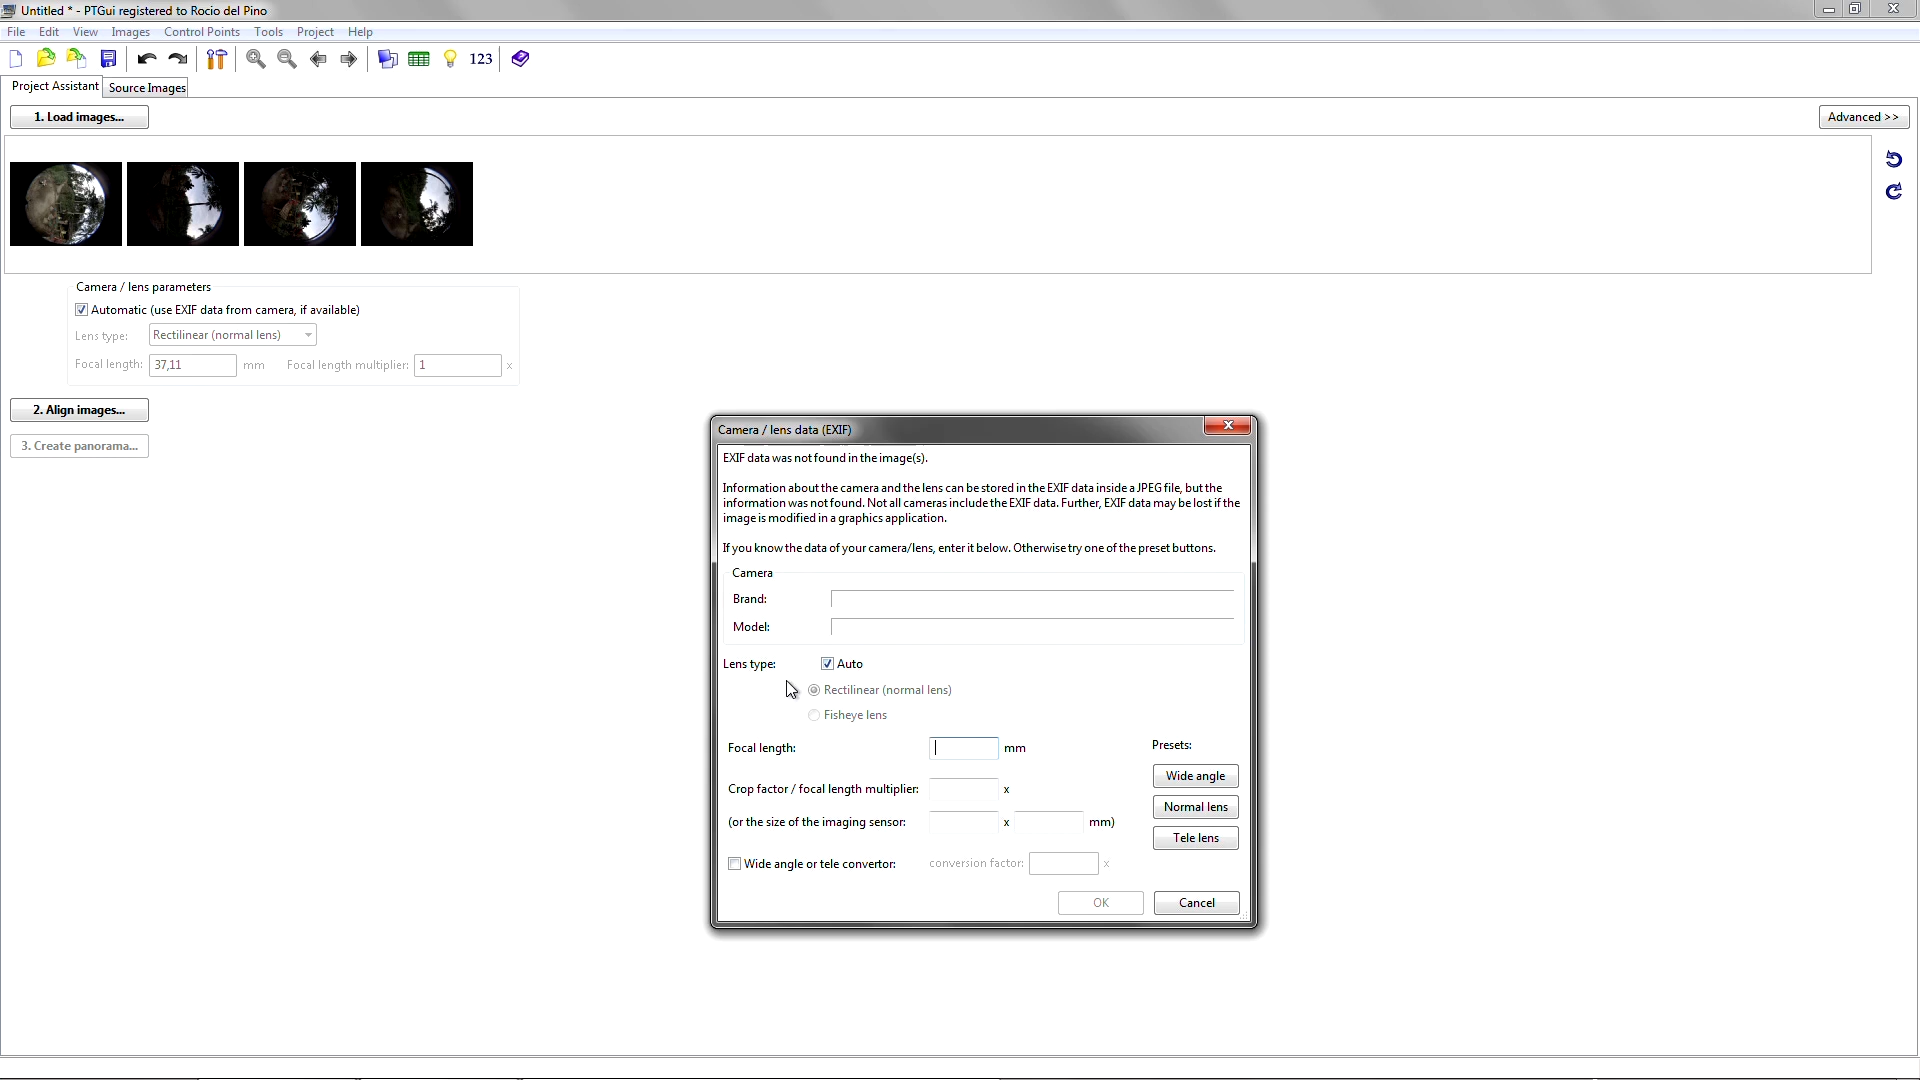 Untitled * - PTGui registered to Rocio del Pino
File Edit View Images Control Points Tools Project Help
123
Project Assistant Source Images
1. Load images... Advanced >>
Camera / lens parameters
Automatic (use EXIF data from camera, if available)
Lens type: Rectilinear (normal lens)
Focal length: 37,11 mm Focal length multiplier: 1 x
2. Align images...
3. Create panorama...
Camera / lens data (EXIF)
EXIF data was not found in the image(s).
Information about the camera and the lens can be stored in the EXIF data inside a JPEG file, but the
information was not found. Not all cameras include the EXIF data. Further, EXIF data may be lost if the
image is modified in a graphics application.
If you know the data of your camera/lens, enter it below. Otherwise try one of the preset buttons.
Camera
Brand:
Model:
Lens type: Auto
Rectilinear (normal lens)
Fisheye lens
Focal length: mm Presets:
Wide angle
Crop factor / focal length multiplier: x
Normal lens
(or the size of the imaging sensor: x mm)
Tele lens
Wide angle or tele convertor: conversion factor: x
OK Cancel